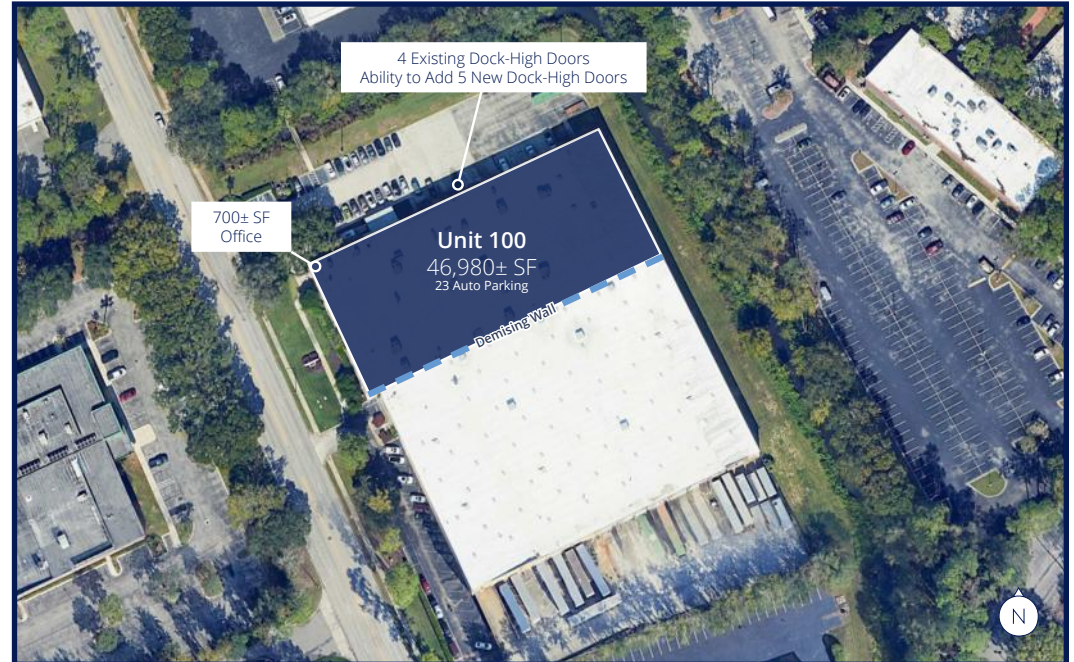 4 Existing Dock-High Doors
Ability to Add 5 New Dock-High Doors
700± SF
Office
Unit 100
46,980± SF
23 Auto Parking
Demising Wall
N